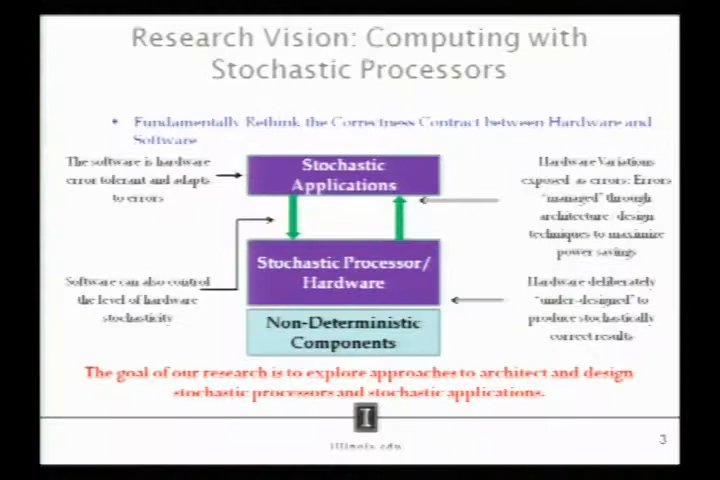 Research Vision: Computing with
Stochastic Processors
• Fundamentally Rethink the Correctness Contract between Hardware and
Software
The software is hardware
error tolerant and adapts
to errors
Stochastic
Applications
Hardware Variations
exposed as errors: Errors
"managed" through
architecture/design
techniques to maximize
power savings
Software can also control
the level of hardware
stochasticity
Stochastic Processor/
Hardware
Hardware deliberately
"under-designed" to
produce stochastically
correct results
Non-Deterministic
Components
The goal of our research is to explore approaches to architect and design
stochastic processors and stochastic applications.
I
illinois.edu
3